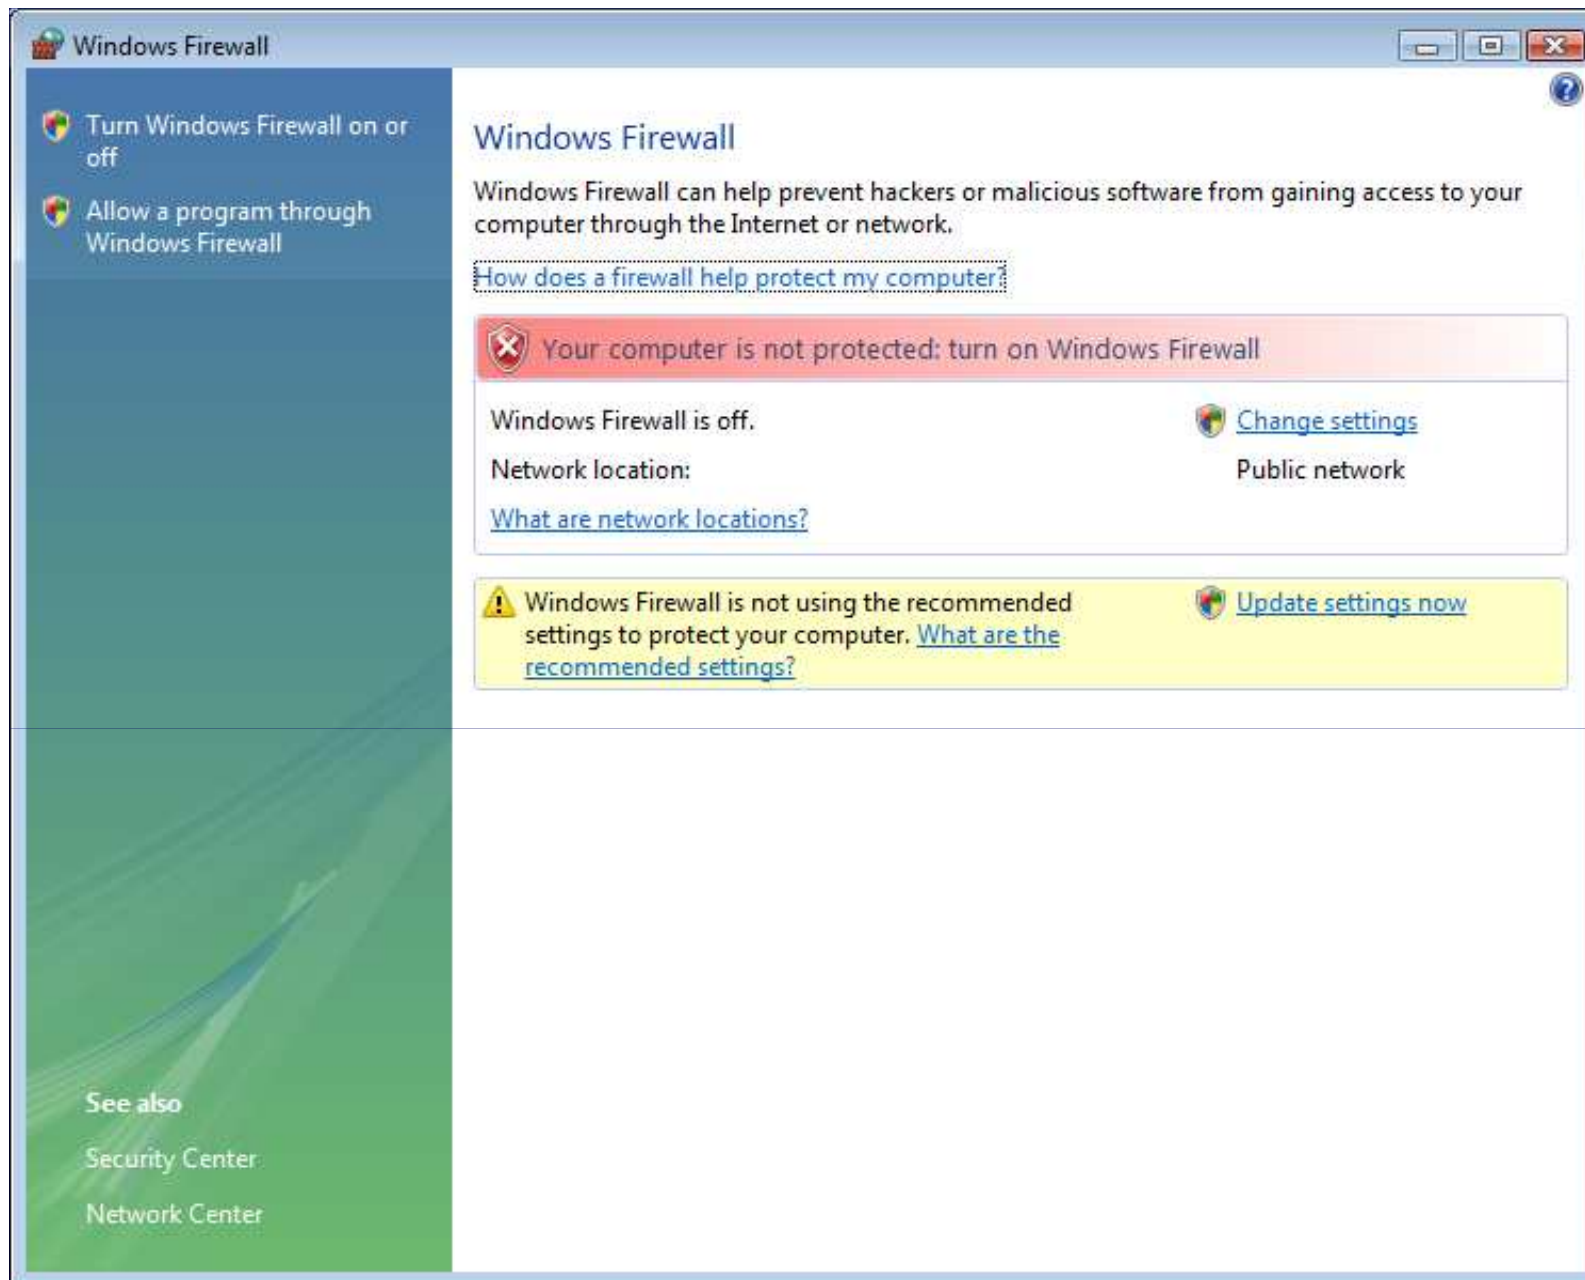 Windows Firewall
Turn Windows Firewall on or
off
Allow a program through
Windows Firewall
See also
Security Center
Network Center
Windows Firewall
Windows Firewall can help prevent hackers or malicious software from gaining access to your
computer through the Internet or network.
How does a firewall help protect my computer?
Your computer is not protected: turn on Windows Firewall
Windows Firewall is off.
Change settings
Network location:
Public network
What are network locations?
Windows Firewall is not using the recommended
settings to protect your computer. What are the
recommended settings?
Update settings now